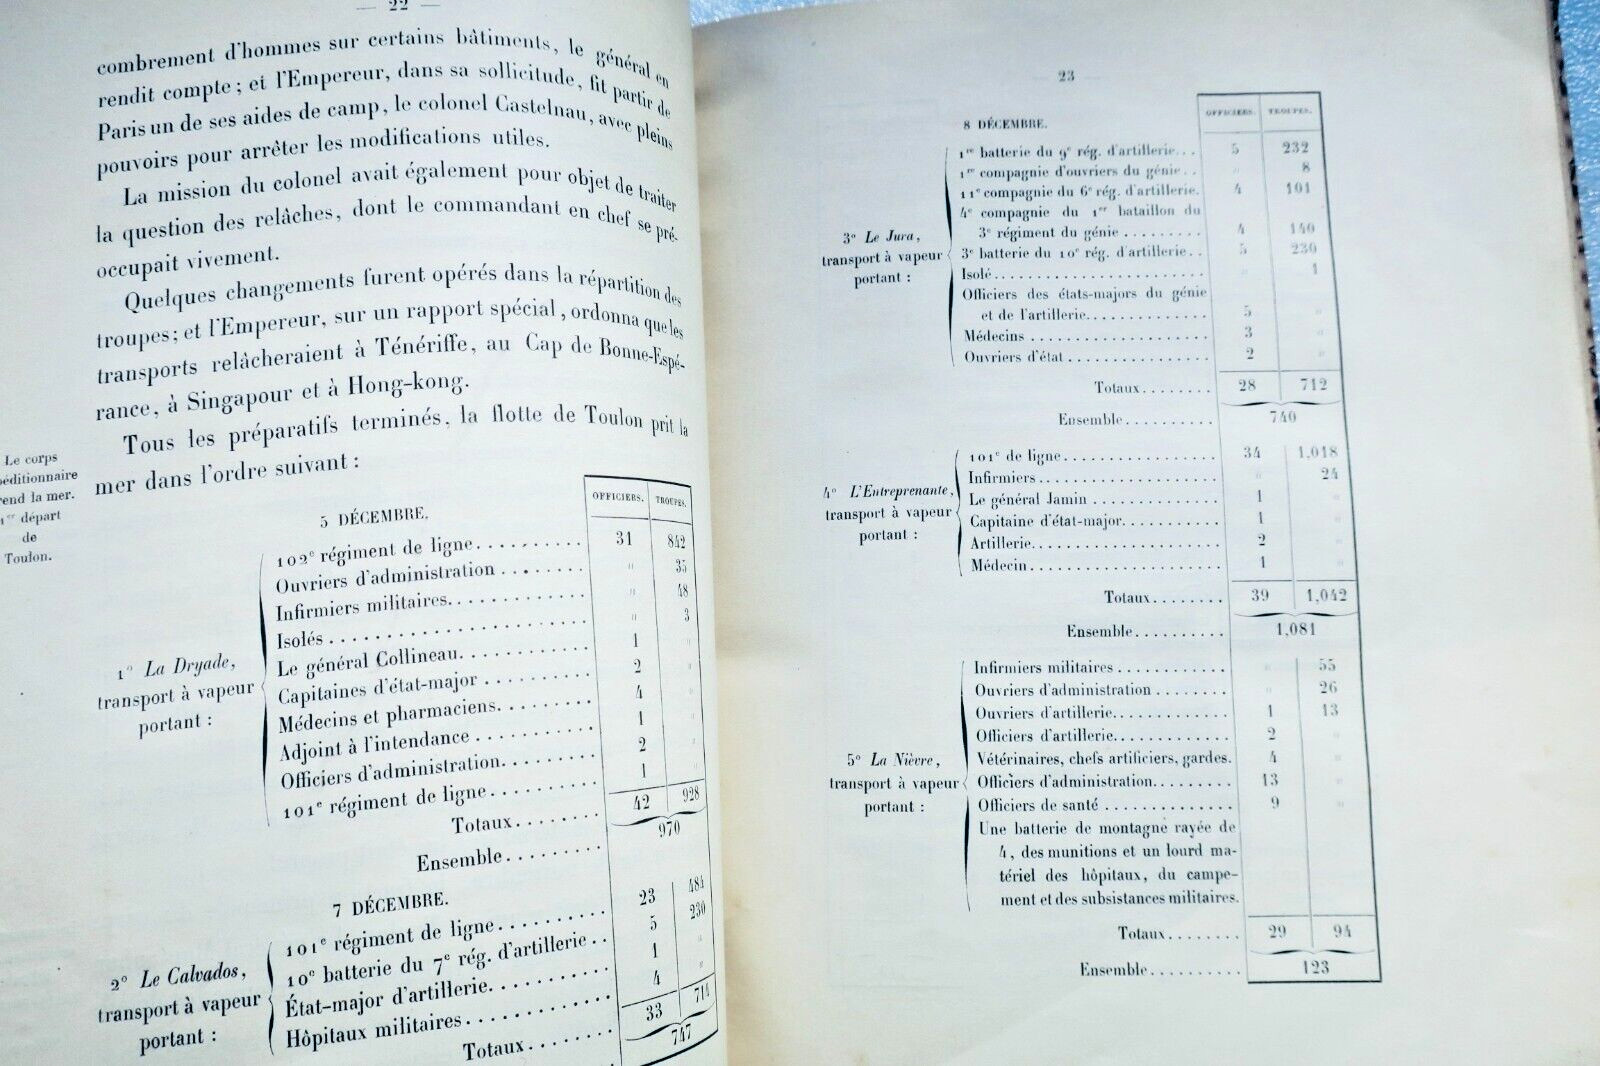 — 22 —
combrement d'hommes sur certains bâtiments, le général en
rendit compte; et l'Empereur, dans sa sollicitude, fit partir de
Paris un de ses aides de camp, le colonel Castelnau, avec pleins
pouvoirs pour arrêter les modifications utiles.
La mission du colonel avait également pour objet de traiter
la question des relâches, dont le commandant en chef se pré-
occupait vivement.
Quelques changements furent opérés dans la répartition des
troupes; et l'Empereur, sur un rapport spécial, ordonna que les
transports relâcheraient à Ténériffe, au Cap de Bonne-Espé-
rance, à Singapour et à Hong-kong.
Tous les préparatifs terminés, la flotte de Toulon prit la
mer dans l'ordre suivant :
Le corps
péditionnaire
rend la mer.
1er départ
de
Toulon.
OFFICIERS. TROUPES.
5 DÉCEMBRE.
1° La Dryade,
transport à vapeur
portant :
102e régiment de ligne.......... 31 842
Ouvriers d'administration ........ " 35
Infirmiers militaires............ " 48
Isolés...................... " 3
Le général Collineau............ 1 "
Capitaines d'état-major ......... 2 "
Médecins et pharmaciens......... 4 "
Adjoint à l'intendance .......... 1 "
Officiers d'administration........ 2 "
101e régiment de ligne.......... 1 "
Totaux........ 42 928
Ensemble......... 970
7 DÉCEMBRE.
2° Le Calvados,
transport à vapeur
portant :
101e régiment de ligne.......... 23 484
10e batterie du 7e rég. d'artillerie.. 5 230
État-major d'artillerie.......... 1 "
Hôpitaux militaires............ 4 "
Totaux........ 33 714
747
23 —
OFFICIERS. TROUPES.
8 DÉCEMBRE.
3° Le Jura,
transport à vapeur
portant :
1re batterie du 9e rég. d'artillerie... 5 232
1re compagnie d'ouvriers du génie.. " 8
11e compagnie du 6e rég. d'artillerie. 4 101
4e compagnie du 1er bataillon du
3e régiment du génie ......... 4 140
3e batterie du 10e rég. d'artillerie.. 5 230
Isolé...................... " 1
Officiers des états-majors du génie
et de l'artillerie.............. 5 "
Médecins .................. 3 "
Ouvriers d'état .............. 2 "
Totaux........ 28 712
Ensemble.......... 740
4° L'Entreprenante,
transport à vapeur
portant :
101e de ligne................ 34 1,018
Infirmiers.................. " 24
Le général Jamin ............ 1 "
Capitaine d'état-major.......... 1 "
Artillerie.................. 2 "
Médecin................... 1 "
Totaux........ 39 1,042
Ensemble.......... 1,081
5° La Nièvre,
transport à vapeur
portant :
Infirmiers militaires ........... " 55
Ouvriers d'administration ........ " 26
Ouvriers d'artillerie............ 1 13
Officiers d'artillerie............ 2 "
Vétérinaires, chefs artificiers, gardes. 4 "
Officiers d'administration........ 13 "
Officiers de santé ............. 9 "
Une batterie de montagne rayée de
4, des munitions et un lourd ma-
tériel des hôpitaux, du campe-
ment et des subsistances militaires.
Totaux........ 29 94
Ensemble.......... 123